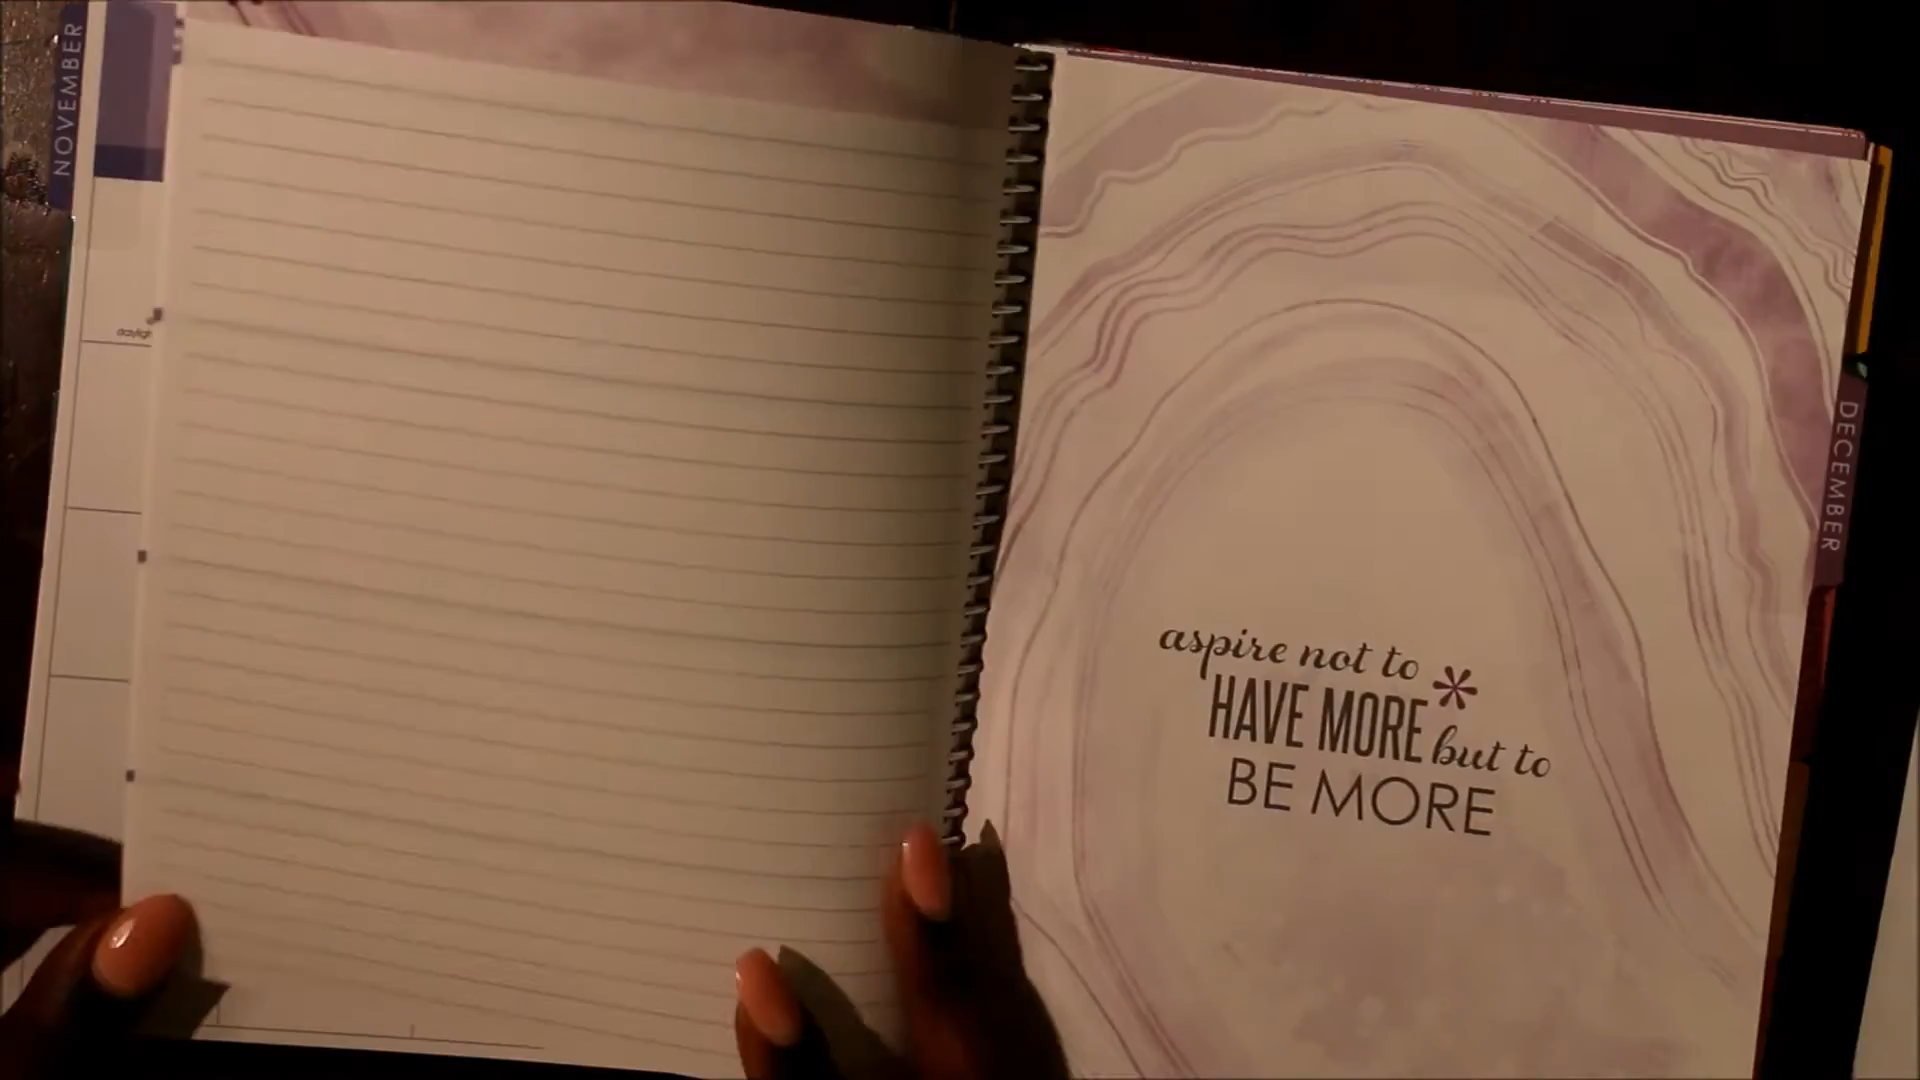 NOVEMBER
aspire not to
HAVE MORE but to
BE MORE
DECEMBER